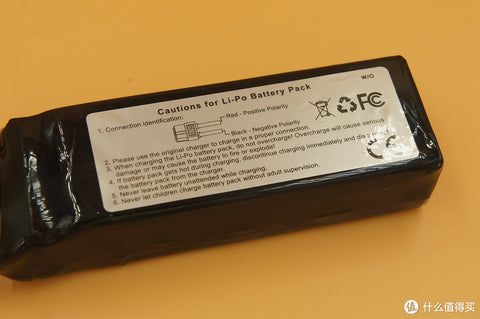 Cautions for Li-Po Battery Pack
W/G
1. Connection identification:
Red - Positive Polarity
Black - Negative Polarity
FC
CE
2. Please use the original charger to charge in a proper connection.
3. When charging the Li-Po battery pack, do not overcharge! Overcharge will cause serious
damage or may cause the battery to fire or explode!
4. If battery pack gets hot during charging, discontinue charging immediately and
the battery pack from the charger.
5. Never leave battery unattended while charging.
6. Never let children charge battery pack without adult supervision.
值 什么值得买